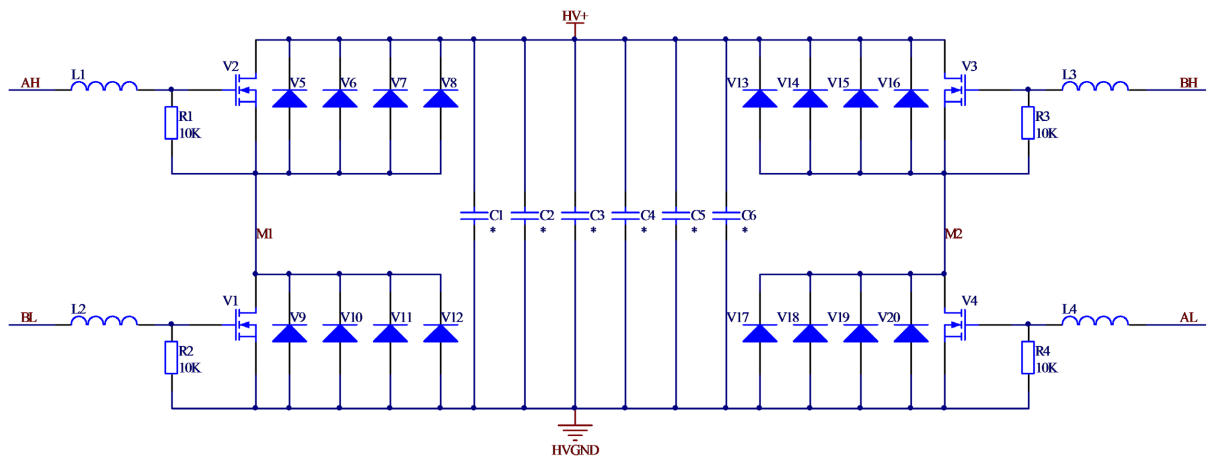 HV+
L1
V2
V5
V6
V7
V8
V13
V14
V15
V16
V3
L3
AH
BH
R1
10K
R3
10K
C1
*
C2
*
C3
*
C4
*
C5
*
C6
*
M1
M2
L2
V1
V9
V10
V11
V12
V17
V18
V19
V20
V4
L4
BL
AL
R2
10K
R4
10K
HVGND